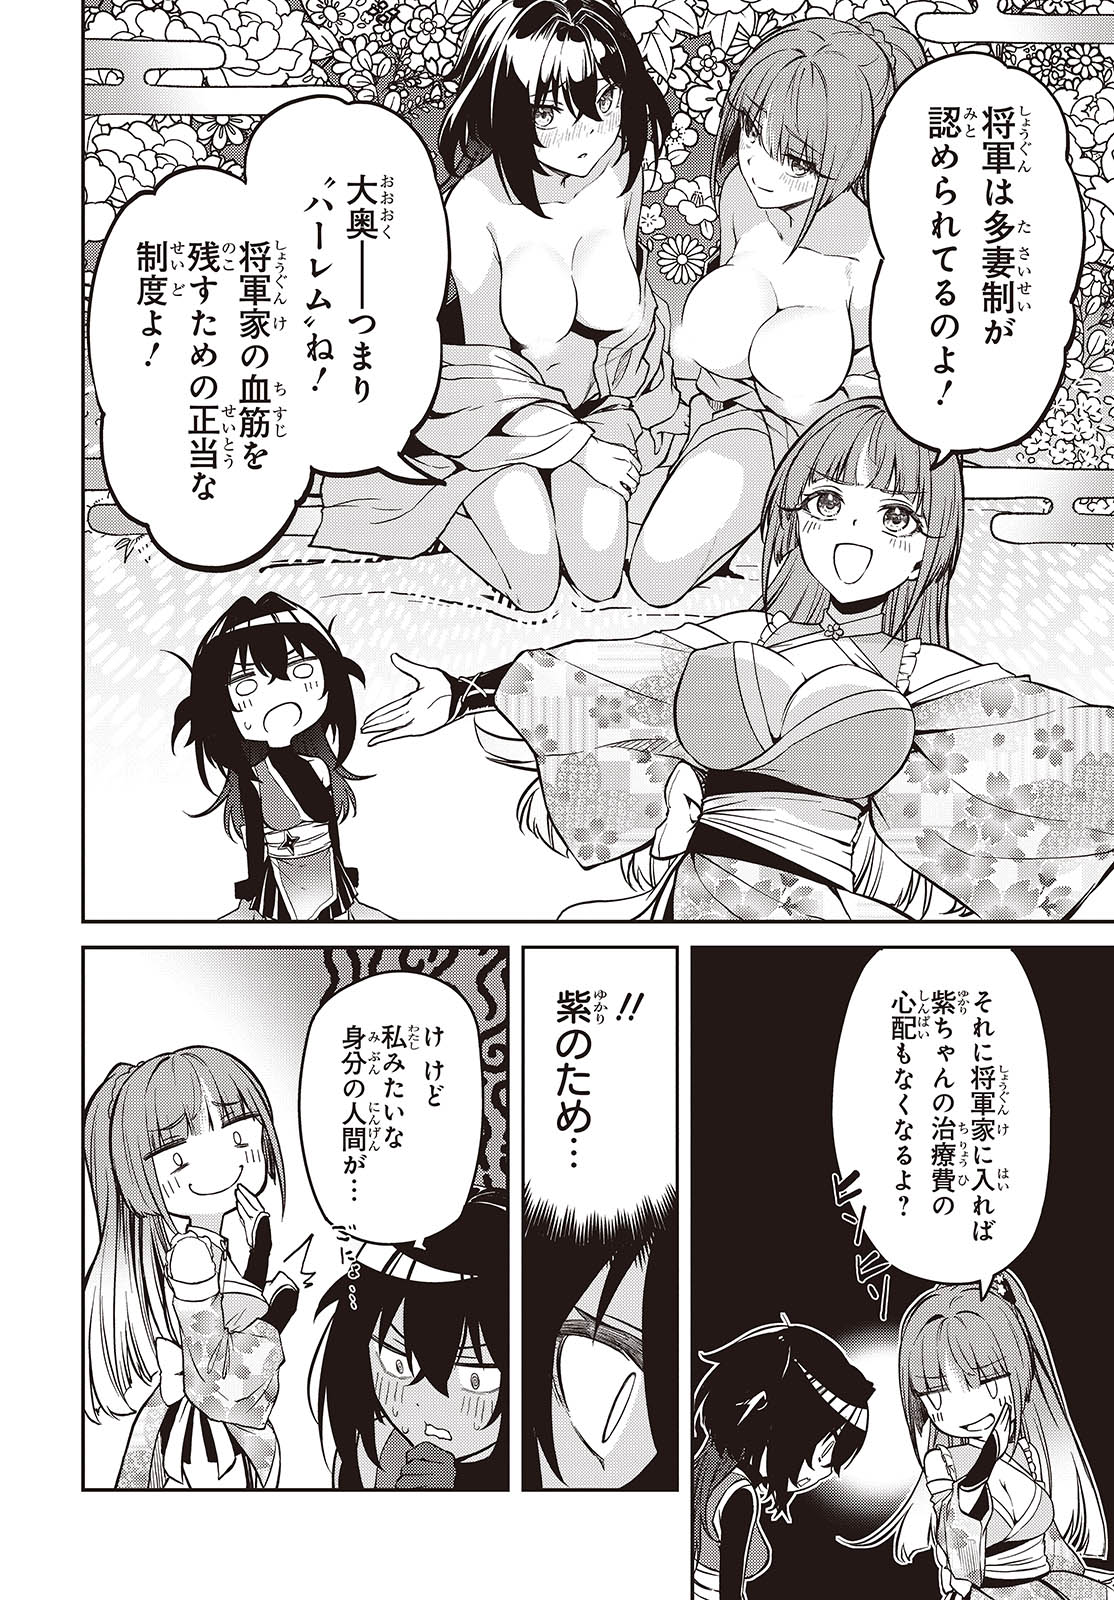 将軍は多妻制が
認められてるのよ！
大奥――つまり
〝ハーレム〟ね！
将軍家の血筋を
残すための正当な
制度よ！
それに将軍家に入れば
紫ちゃんの治療費の
心配もなくなるよ？
ヒソ
ヒソ
！！
紫のため…
け けど
私みたいな
身分の人間が…
ごにょ…